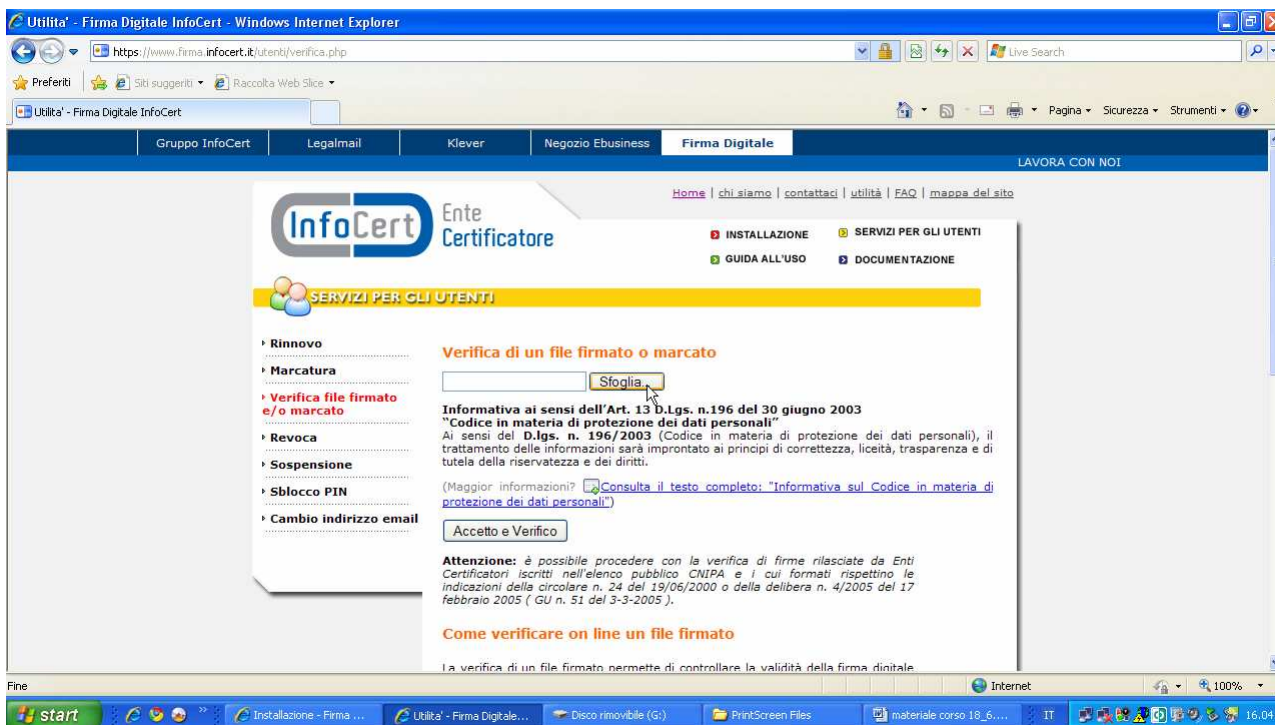 Utilita' - Firma Digitale InfoCert - Windows Internet Explorer
https://www.firma.infocert.it/utenti/verifica.php
Live Search
Preferiti
Siti suggeriti
Raccolta Web Slice
Utilita' - Firma Digitale InfoCert
Pagina
Sicurezza
Strumenti
Gruppo InfoCert
Legalmail
Klever
Negozio Ebusiness
Firma Digitale
LAVORA CON NOI
Home | chi siamo | contattaci | utilità | FAQ | mappa del sito
InfoCert
Ente
Certificatore
INSTALLAZIONE
SERVIZI PER GLI UTENTI
GUIDA ALL'USO
DOCUMENTAZIONE
SERVIZI PER GLI UTENTI
Rinnovo
Marcatura
Verifica file firmato
e/o marcato
Revoca
Sospensione
Sblocco PIN
Cambio indirizzo email
Verifica di un file firmato o marcato
Sfoglia...
Informativa ai sensi dell'Art. 13 D.Lgs. n.196 del 30 giugno 2003
"Codice in materia di protezione dei dati personali"
Ai sensi del D.lgs. n. 196/2003 (Codice in materia di protezione dei dati personali), il
trattamento delle informazioni sarà improntato ai principi di correttezza, liceità, trasparenza e di
tutela della riservatezza e dei diritti.
(Maggior informazioni? Consulta il testo completo: "Informativa sul Codice in materia di
protezione dei dati personali")
Accetto e Verifico
Attenzione: è possibile procedere con la verifica di firme rilasciate da Enti
Certificatori iscritti nell'elenco pubblico CNIPA e i cui formati rispettino le
indicazioni della circolare n. 24 del 19/06/2000 o della delibera n. 4/2005 del 17
febbraio 2005 ( GU n. 51 del 3-3-2005 ).
Come verificare on line un file firmato
La verifica di un file firmato permette di controllare la validità della firma digitale
Fine
Internet
100%
start
Installazione - Firma ...
Utilita' - Firma Digitale...
Disco rimovibile (G:)
PrintScreen Files
materiale corso 18_6....
IT
16.04